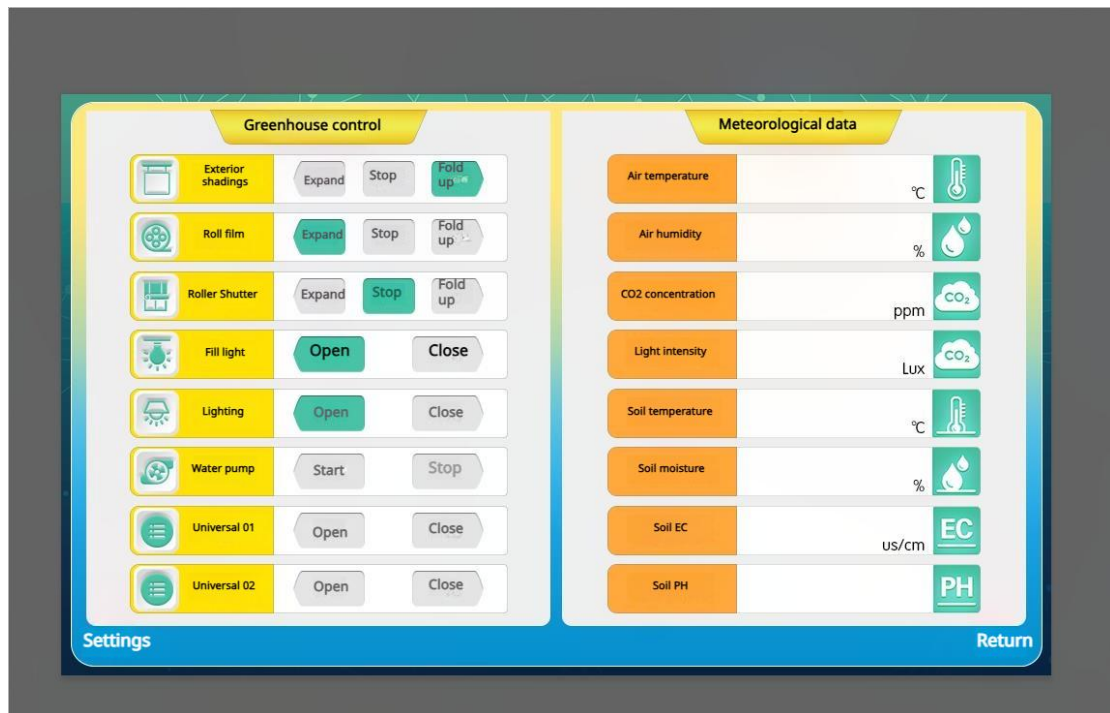 Greenhouse control
Exterior
shadings
Expand
Stop
Fold
up
Roll film
Expand
Stop
Fold
up
Roller Shutter
Expand
Stop
Fold
up
Fill light
Open
Close
Lighting
Open
Close
Water pump
Start
Stop
Universal 01
Open
Close
Universal 02
Open
Close
Settings
Meteorological data
Air temperature
℃
Air humidity
%
CO2 concentration
ppm
CO₂
Light intensity
Lux
CO₂
Soil temperature
℃
Soil moisture
%
Soil EC
us/cm
EC
Soil PH
PH
Return